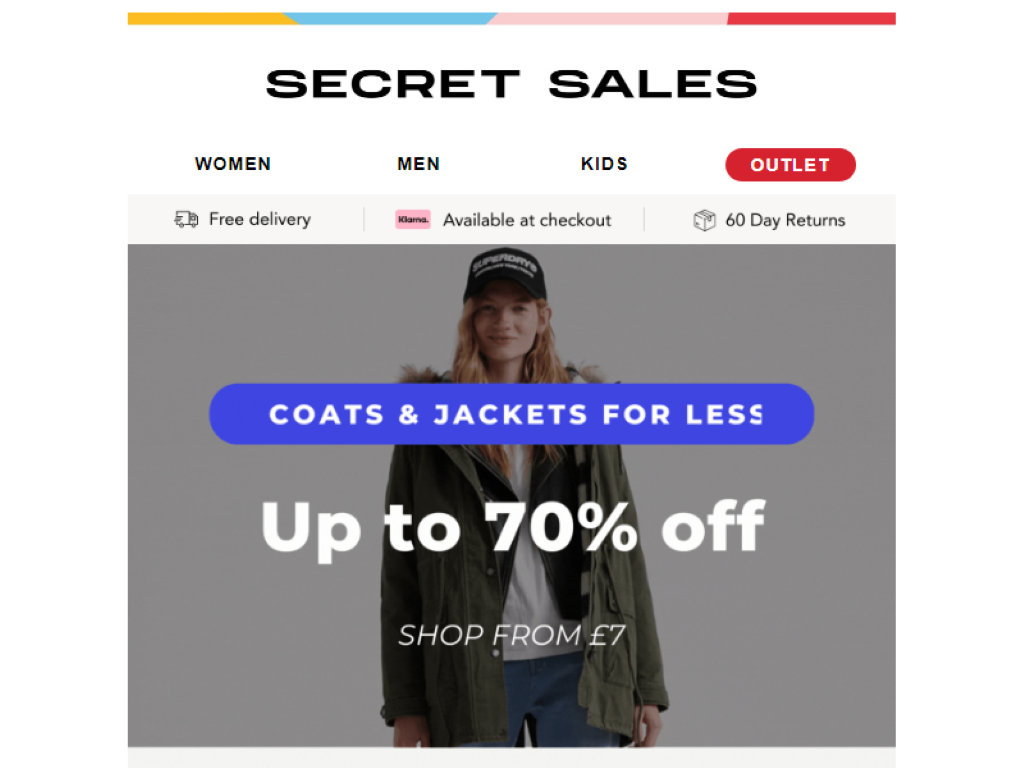 SECRET SALES
WOMEN MEN KIDS OUTLET
Free delivery Klarna. Available at checkout 60 Day Returns
SUPERDRY®
COATS & JACKETS FOR LESS
Up to 70% off
SHOP FROM £7